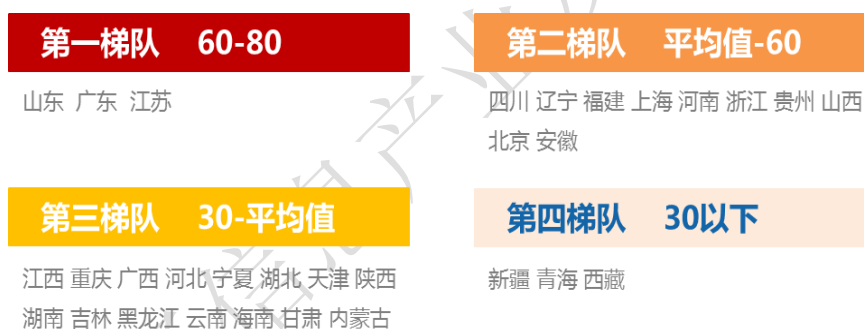 第一梯队 60-80
山东 广东 江苏
第二梯队 平均值-60
四川 辽宁 福建 上海 河南 浙江 贵州 山西
北京 安徽
第三梯队 30-平均值
江西 重庆 广西 河北 宁夏 湖北 天津 陕西
湖南 吉林 黑龙江 云南 海南 甘肃 内蒙古
第四梯队 30以下
新疆 青海 西藏
信息产业